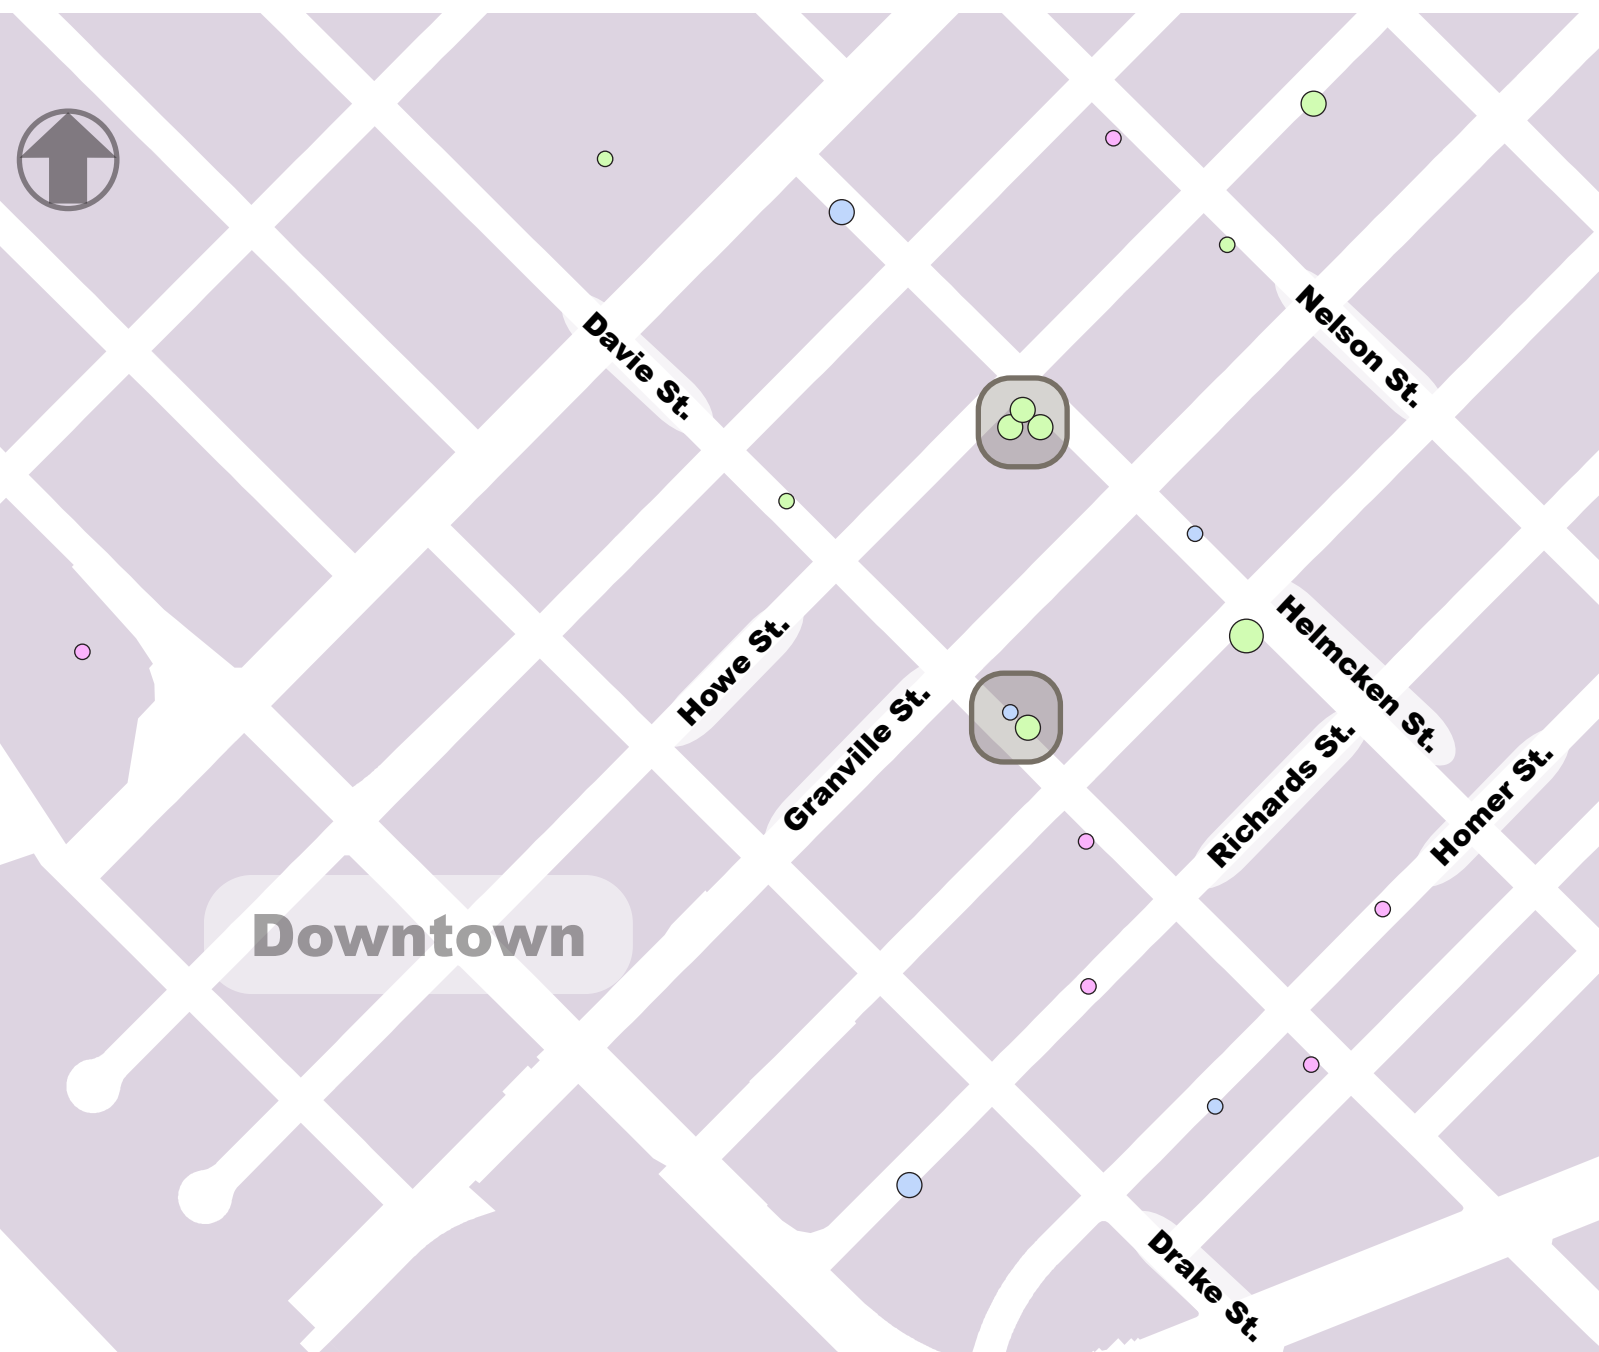 Nelson St.
Davie St.
Helmcken St.
Howe St.
Granville St.
Richards St.
Homer St.
Downtown
Drake St.